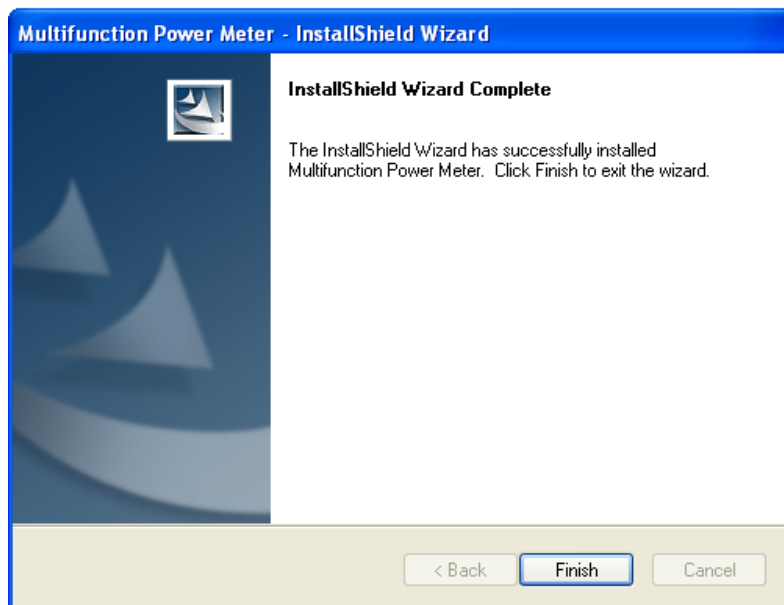 Multifunction Power Meter - InstallShield Wizard
InstallShield Wizard Complete
The InstallShield Wizard has successfully installed
Multifunction Power Meter. Click Finish to exit the wizard.
< Back Finish Cancel